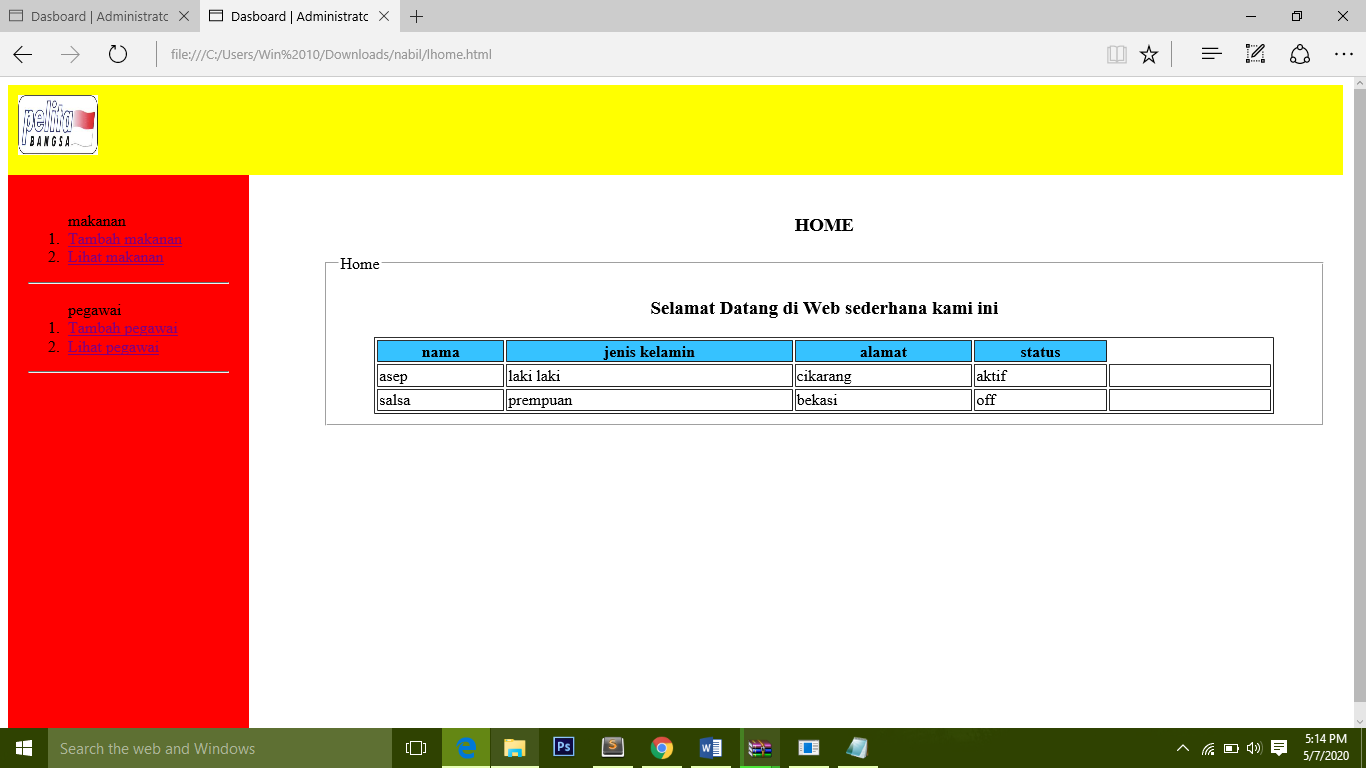 Dasboard | Administratc
Dasboard | Administratc
file:///C:/Users/Win%2010/Downloads/nabil/lhome.html
pelita
BANGSA
makanan
1. Tambah makanan
2. Lihat makanan
pegawai
1. Tambah pegawai
2. Lihat pegawai
HOME
Home
Selamat Datang di Web sederhana kami ini
nama jenis kelamin alamat status
asep laki laki cikarang aktif
salsa prempuan bekasi off
Search the web and Windows
Ps
S
W
5:14 PM
5/7/2020